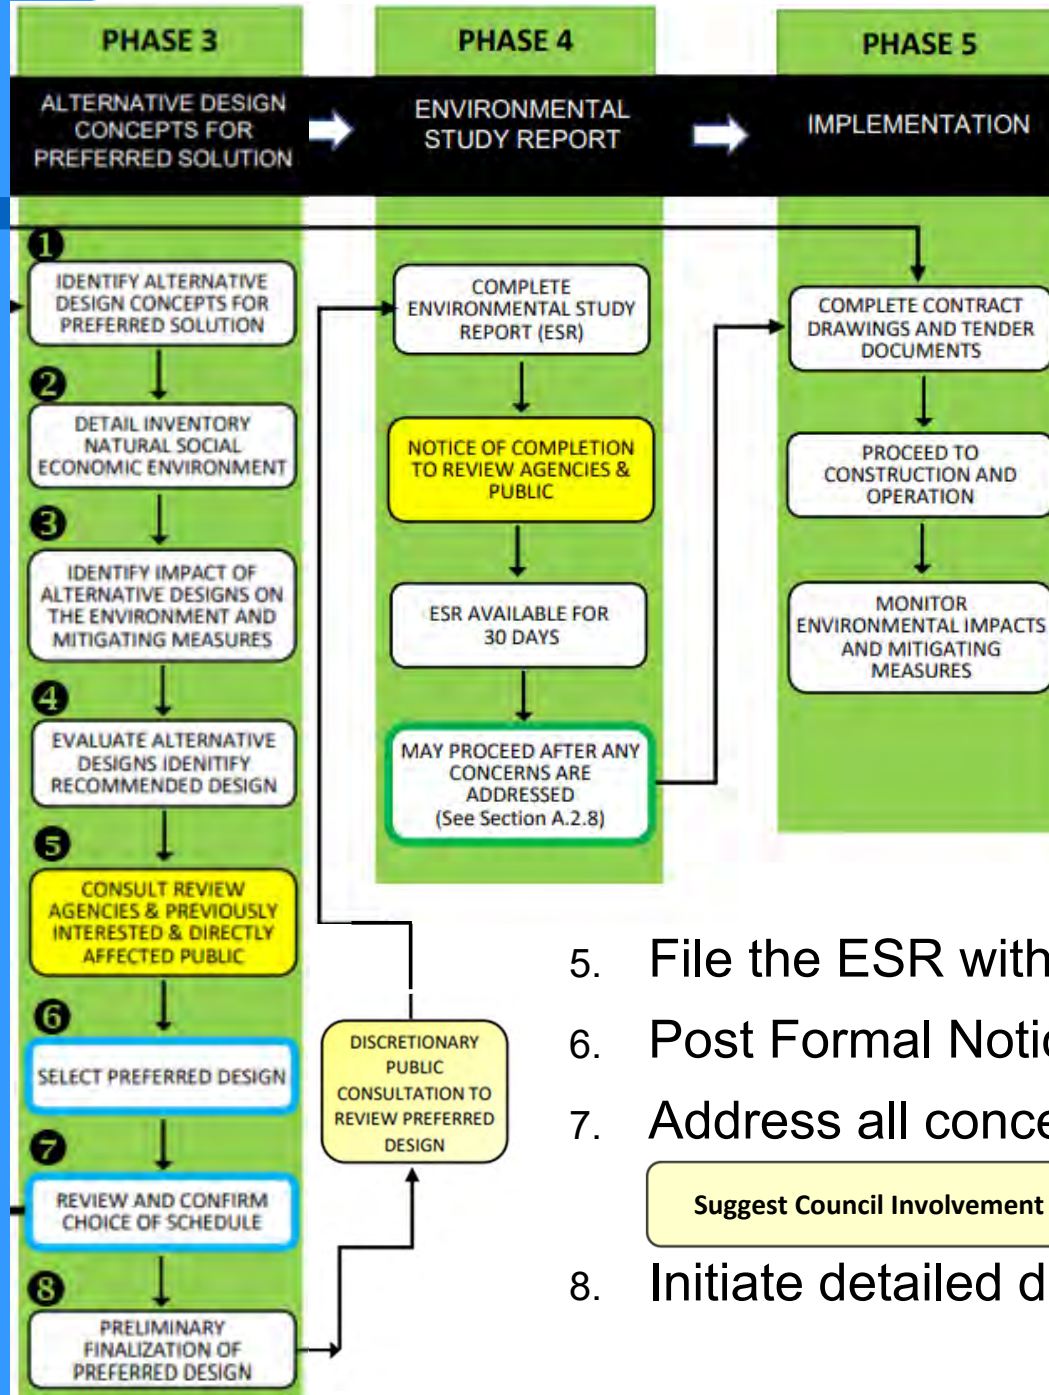 PHASE 3
ALTERNATIVE DESIGN
CONCEPTS FOR
PREFERRED SOLUTION
1
IDENTIFY ALTERNATIVE
DESIGN CONCEPTS FOR
PREFERRED SOLUTION
2
DETAIL INVENTORY
NATURAL SOCIAL
ECONOMIC ENVIRONMENT
3
IDENTIFY IMPACT OF
ALTERNATIVE DESIGNS ON
THE ENVIRONMENT AND
MITIGATING MEASURES
4
EVALUATE ALTERNATIVE
DESIGNS IDENITIFY
RECOMMENDED DESIGN
5
CONSULT REVIEW
AGENCIES & PREVIOUSLY
INTERESTED & DIRECTLY
AFFECTED PUBLIC
6
SELECT PREFERRED DESIGN
7
REVIEW AND CONFIRM
CHOICE OF SCHEDULE
8
PRELIMINARY
FINALIZATION OF
PREFERRED DESIGN
DISCRETIONARY
PUBLIC
CONSULTATION TO
REVIEW PREFERRED
DESIGN
PHASE 4
ENVIRONMENTAL
STUDY REPORT
COMPLETE
ENVIRONMENTAL STUDY
REPORT (ESR)
NOTICE OF COMPLETION
TO REVIEW AGENCIES &
PUBLIC
ESR AVAILABLE FOR
30 DAYS
MAY PROCEED AFTER ANY
CONCERNS ARE
ADDRESSED
(See Section A.2.8)
PHASE 5
IMPLEMENTATION
COMPLETE CONTRACT
DRAWINGS AND TENDER
DOCUMENTS
PROCEED TO
CONSTRUCTION AND
OPERATION
MONITOR
ENVIRONMENTAL IMPACTS
AND MITIGATING
MEASURES
5. File the ESR with
6. Post Formal Notic
7. Address all conce
Suggest Council Involvement
8. Initiate detailed d